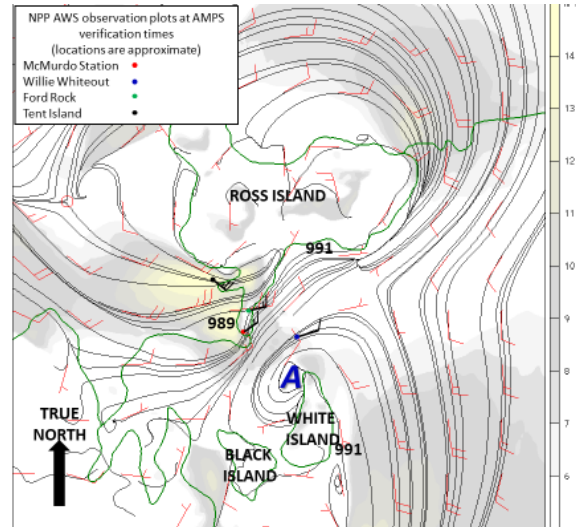 NPP AWS observation plots at AMPS
verification times
(locations are approximate)
McMurdo Station
Willie Whiteout
Ford Rock
Tent Island
14
13
12
11
10
9
8
7
6
ROSS ISLAND
991
989
A
TRUE
NORTH
WHITE
ISLAND
991
BLACK
ISLAND